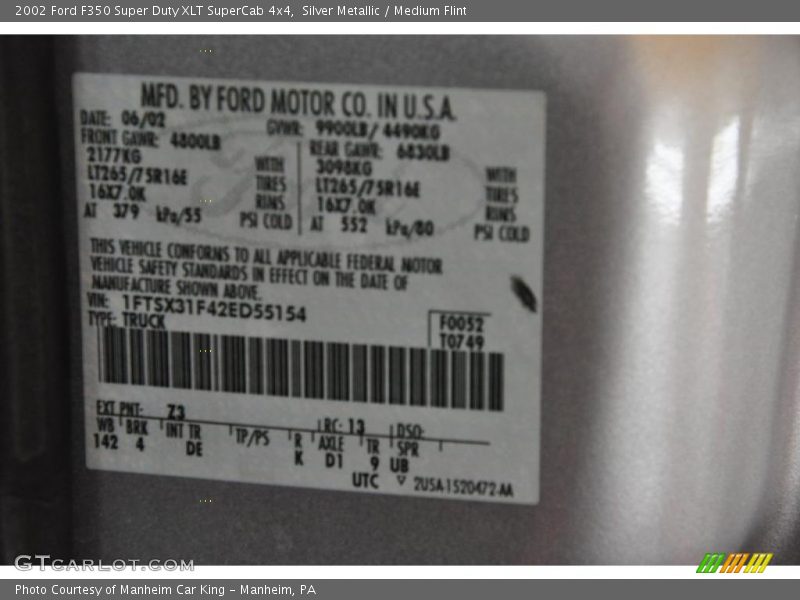 2002 Ford F350 Super Duty XLT SuperCab 4x4, Silver Metallic / Medium Flint
MFD. BY FORD MOTOR CO. IN U.S.A.
DATE: 06/02 GVWR: 9900LB/ 4490KG
FRONT GAWR: 4800LB REAR GAWR: 6830LB
2177KG WITH 3098KG WITH
LT265/75R16E TIRES LT265/75R16E TIRES
16X7.0K RIMS 16X7.0K RIMS
AT 379 kPa/55 PSI COLD AT 552 kPa/80 PSI COLD
THIS VEHICLE CONFORMS TO ALL APPLICABLE FEDERAL MOTOR
VEHICLE SAFETY STANDARDS IN EFFECT ON THE DATE OF
MANUFACTURE SHOWN ABOVE.
VIN: 1FTSX31F42ED55154
TYPE: TRUCK
F0052
T0749
EXT PNT: Z3 RC: 13 DSO:
WB BRK INT TR TP/PS R AXLE TR SPR
142 4 DE K D1 9 UB
UTC 2USA-1520472-AA
GTCARLOT.COM
Photo Courtesy of Manheim Car King – Manheim, PA